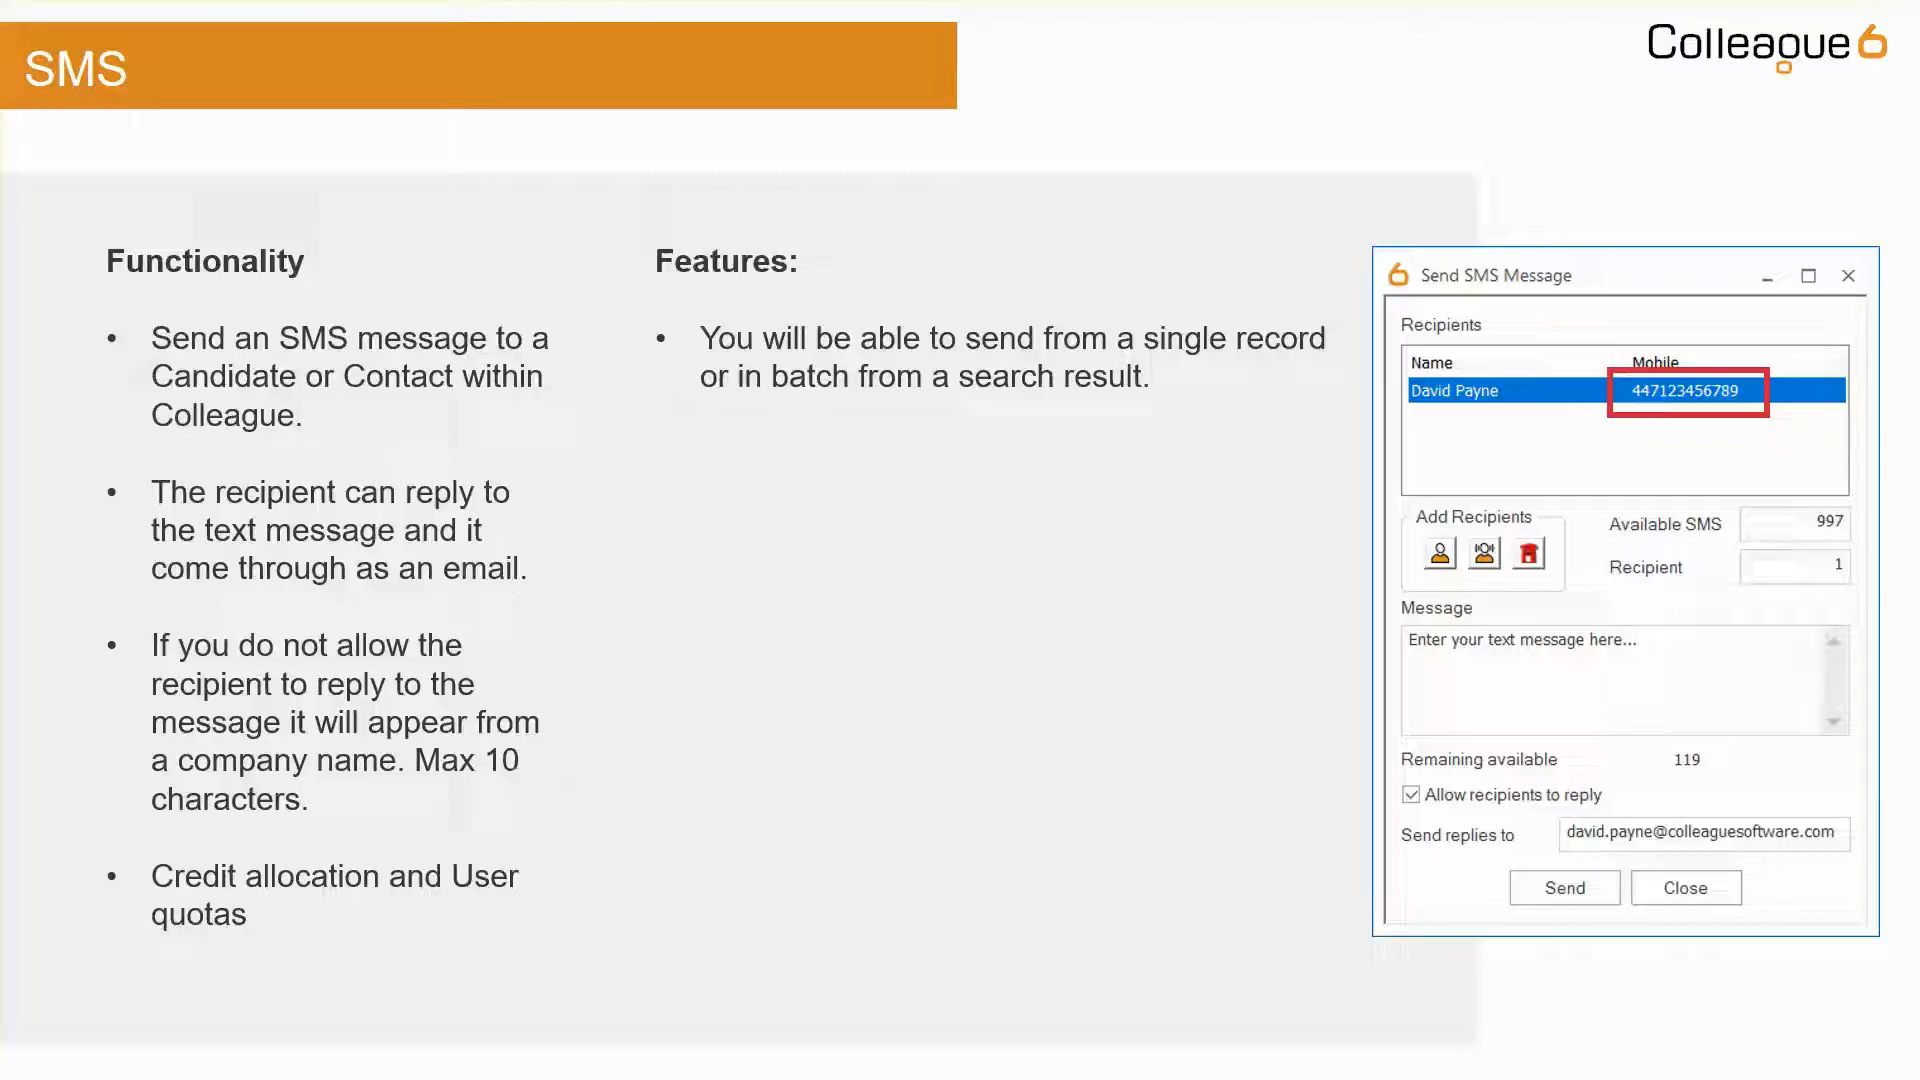 SMS
Colleague 6
Functionality
• Send an SMS message to a
Candidate or Contact within
Colleague.
• The recipient can reply to
the text message and it
come through as an email.
• If you do not allow the
recipient to reply to the
message it will appear from
a company name. Max 10
characters.
• Credit allocation and User
quotas
Features:
• You will be able to send from a single record
or in batch from a search result.
Send SMS Message
Recipients
Name Mobile
David Payne 447123456789
Add Recipients
Available SMS 997
Recipient 1
Message
Enter your text message here...
Remaining available 119
Allow recipients to reply
Send replies to david.payne@colleaguesoftware.com
Send Close